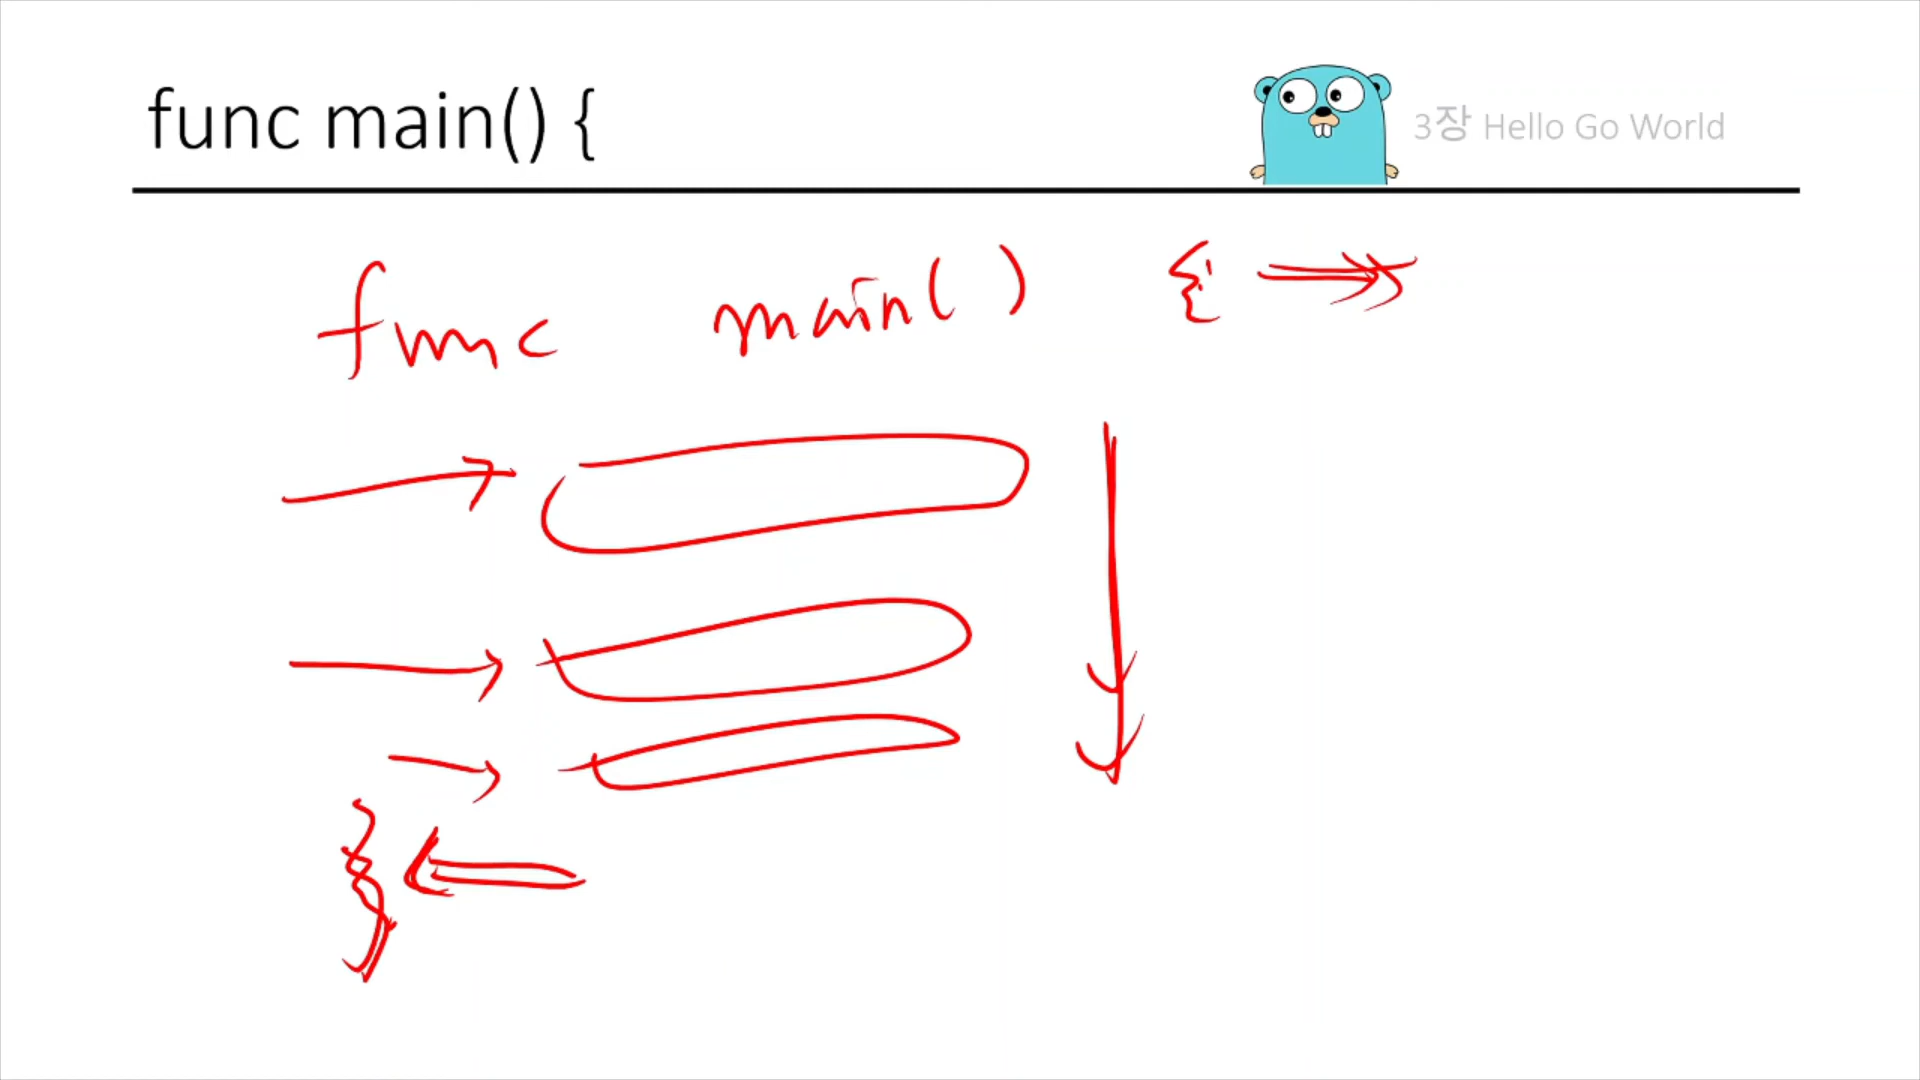 func main() {
3장 Hello Go World
func main() {
}